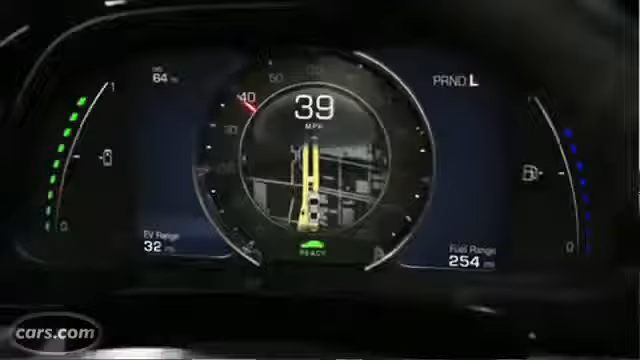 64
PRND L
50
1
40
39
MPH
30
0
0
EV Range
32 mi
READY
Fuel Range
254 mi
cars.com